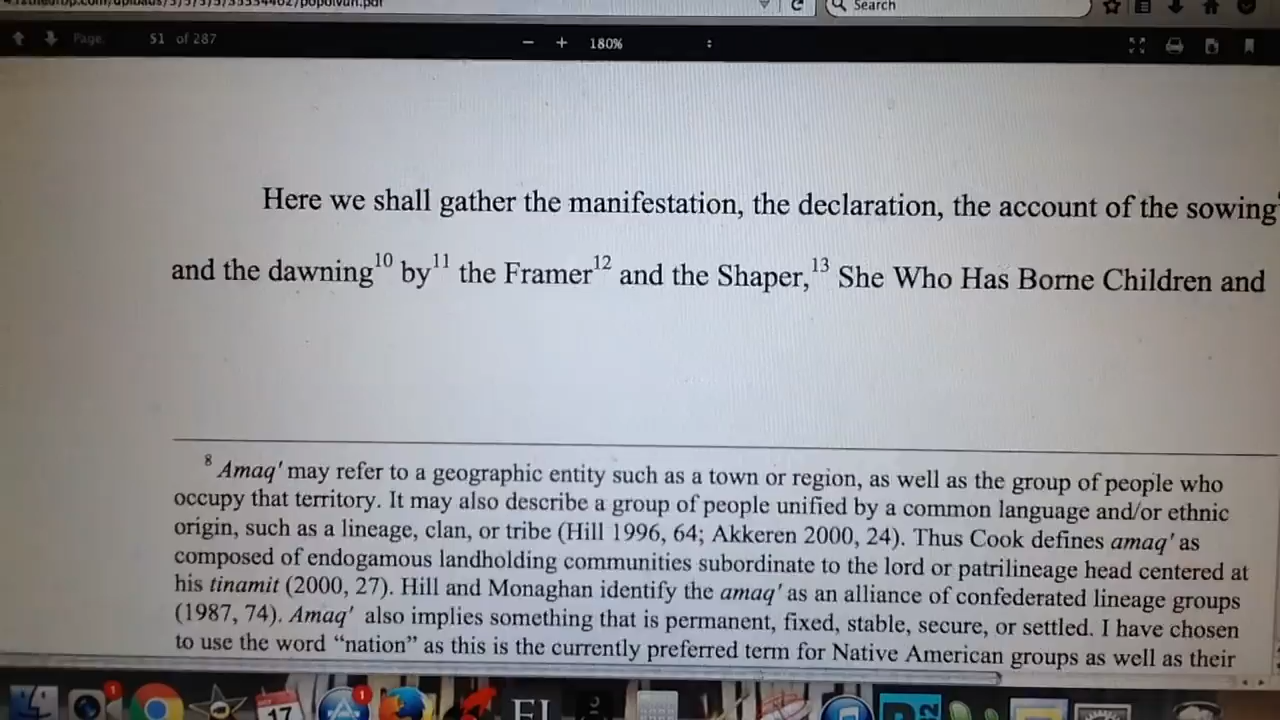 Search
Page: 51 of 287
− + 180%
Here we shall gather the manifestation, the declaration, the account of the sowing
and the dawning10 by11 the Framer12 and the Shaper,13 She Who Has Borne Children and
8 Amaq' may refer to a geographic entity such as a town or region, as well as the group of people who
occupy that territory. It may also describe a group of people unified by a common language and/or ethnic
origin, such as a lineage, clan, or tribe (Hill 1996, 64; Akkeren 2000, 24). Thus Cook defines amaq' as
composed of endogamous landholding communities subordinate to the lord or patrilineage head centered at
his tinamit (2000, 27). Hill and Monaghan identify the amaq' as an alliance of confederated lineage groups
(1987, 74). Amaq' also implies something that is permanent, fixed, stable, secure, or settled. I have chosen
to use the word “nation” as this is the currently preferred term for Native American groups as well as their
1
17
1